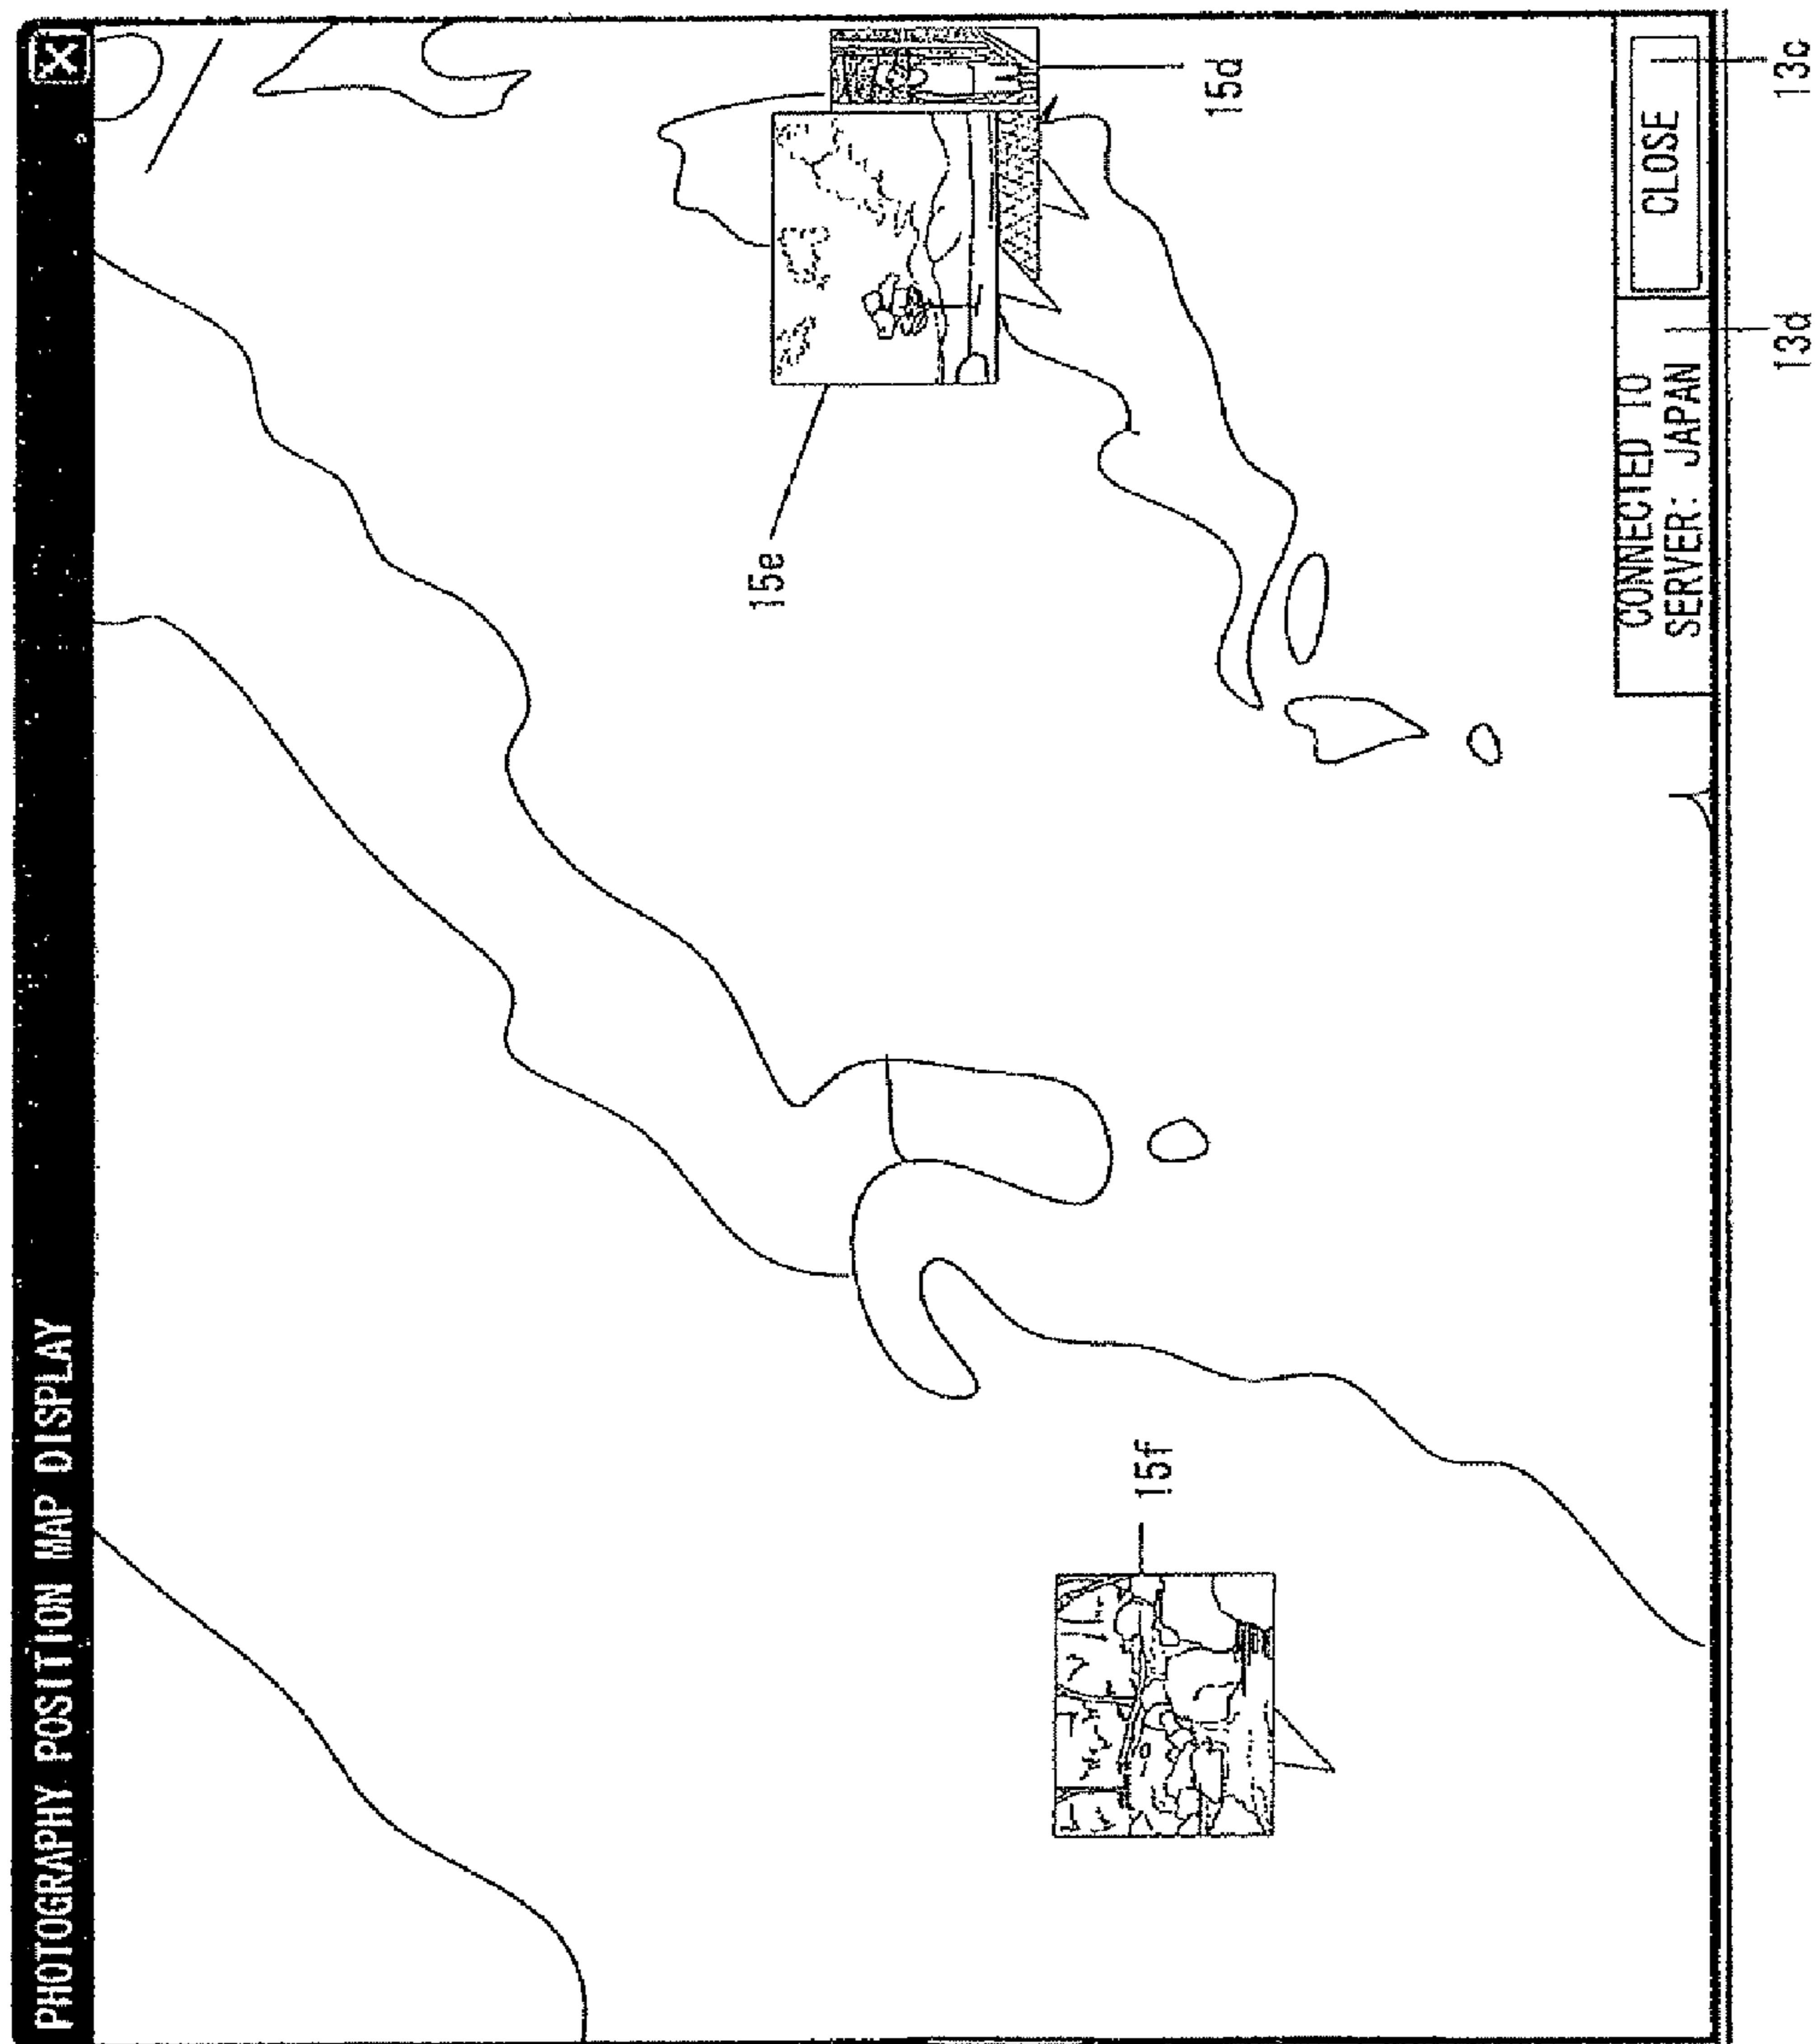 PHOTOGRAPHY POSITION MAP DISPLAY
X
15e
15d
15f
CONNECTED TO
SERVER: JAPAN
CLOSE
13d
13c